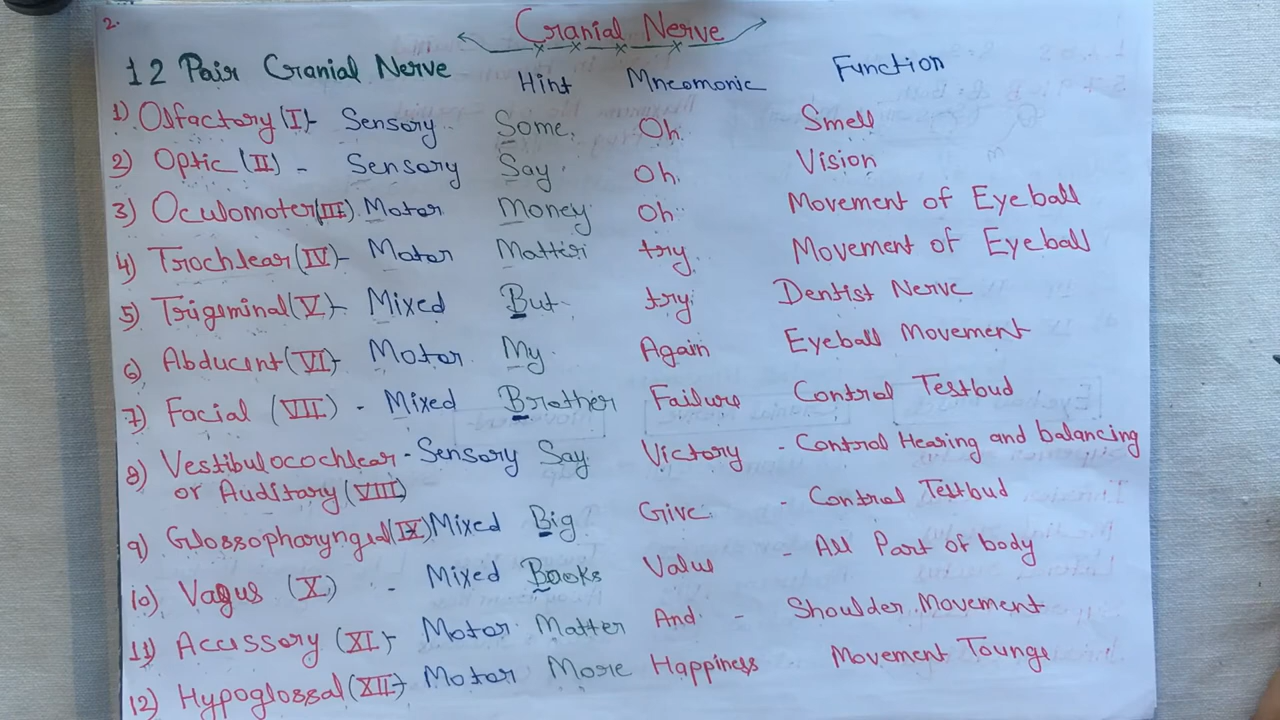 2.
Cranial Nerve
12 Pair Cranial Nerve Hint Mneomonic Function
1) Olfactory (I)- Sensory Some Oh Smell
2) Optic (II) - Sensory Say Oh Vision
3) Oculomoter (III) Motor Money Oh Movement of Eyeball
4) Trochlear (IV)- Motor Matter try Movement of Eyeball
5) Trigeminal (V)- Mixed But try Dentist Nerve
6) Abducent (VI)- Motor My Again Eyeball Movement
7) Facial (VII) - Mixed Brother Failure Control Testbud
8) Vestibulocochlear - Sensory Say Victory - Control Hearing and balancing
or Auditary (VIII)
9) Glossopharyngeal (IX) Mixed Big Give - Control Testbud
10) Vagus (X) - Mixed Books Value - All Part of body
11) Accessory (XI)- Motor Matter And - Shoulder Movement
12) Hypoglossal (XII)- Motor More Happiness Movement Tounge